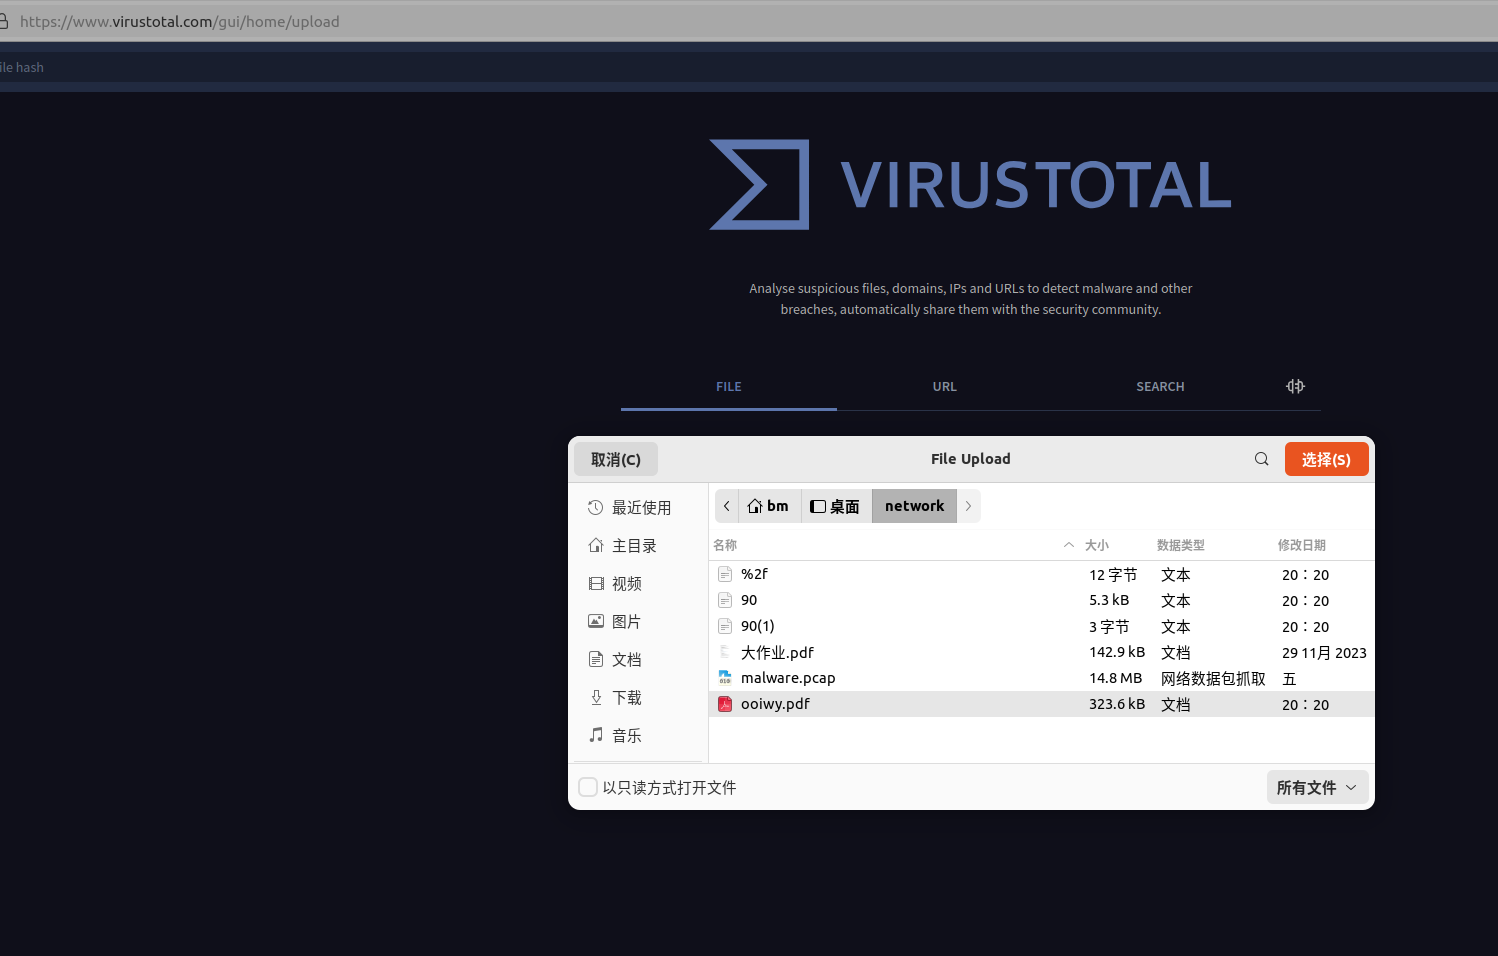 https://www.virustotal.com/gui/home/upload
ile hash
VIRUSTOTAL
Analyse suspicious files, domains, IPs and URLs to detect malware and other
breaches, automatically share them with the security community.
FILE URL SEARCH
取消(C) File Upload 选择(S)
最近使用
主目录
视频
图片
文档
下载
音乐
bm 桌面 network
名称 大小 数据类型 修改日期
%2f 12 字节 文本 20：20
90 5.3 kB 文本 20：20
90(1) 3 字节 文本 20：20
大作业.pdf 142.9 kB 文档 29 11月 2023
malware.pcap 14.8 MB 网络数据包抓取 五
ooiwy.pdf 323.6 kB 文档 20：20
以只读方式打开文件 所有文件